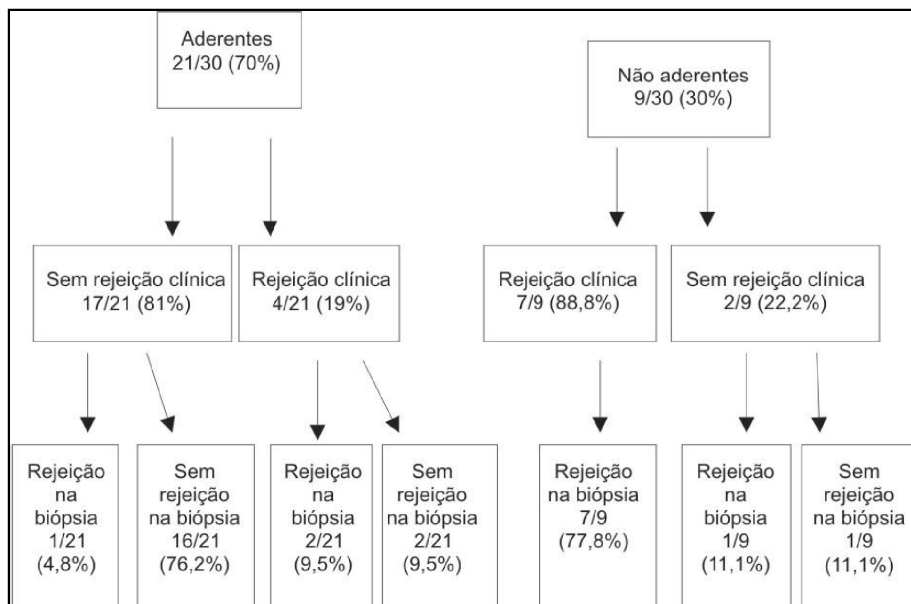 Aderentes
21/30 (70%)
Não aderentes
9/30 (30%)
Sem rejeição clínica
17/21 (81%)
Rejeição clínica
4/21 (19%)
Rejeição clínica
7/9 (88,8%)
Sem rejeição clínica
2/9 (22,2%)
Rejeição
na
biópsia
1/21
(4,8%)
Sem
rejeição
na biópsia
16/21
(76,2%)
Rejeição
na
biópsia
2/21
(9,5%)
Sem
rejeição
na biópsia
2/21
(9,5%)
Rejeição
na biópsia
7/9
(77,8%)
Rejeição
na
biópsia
1/9
(11,1%)
Sem
rejeição
na biópsia
1/9
(11,1%)